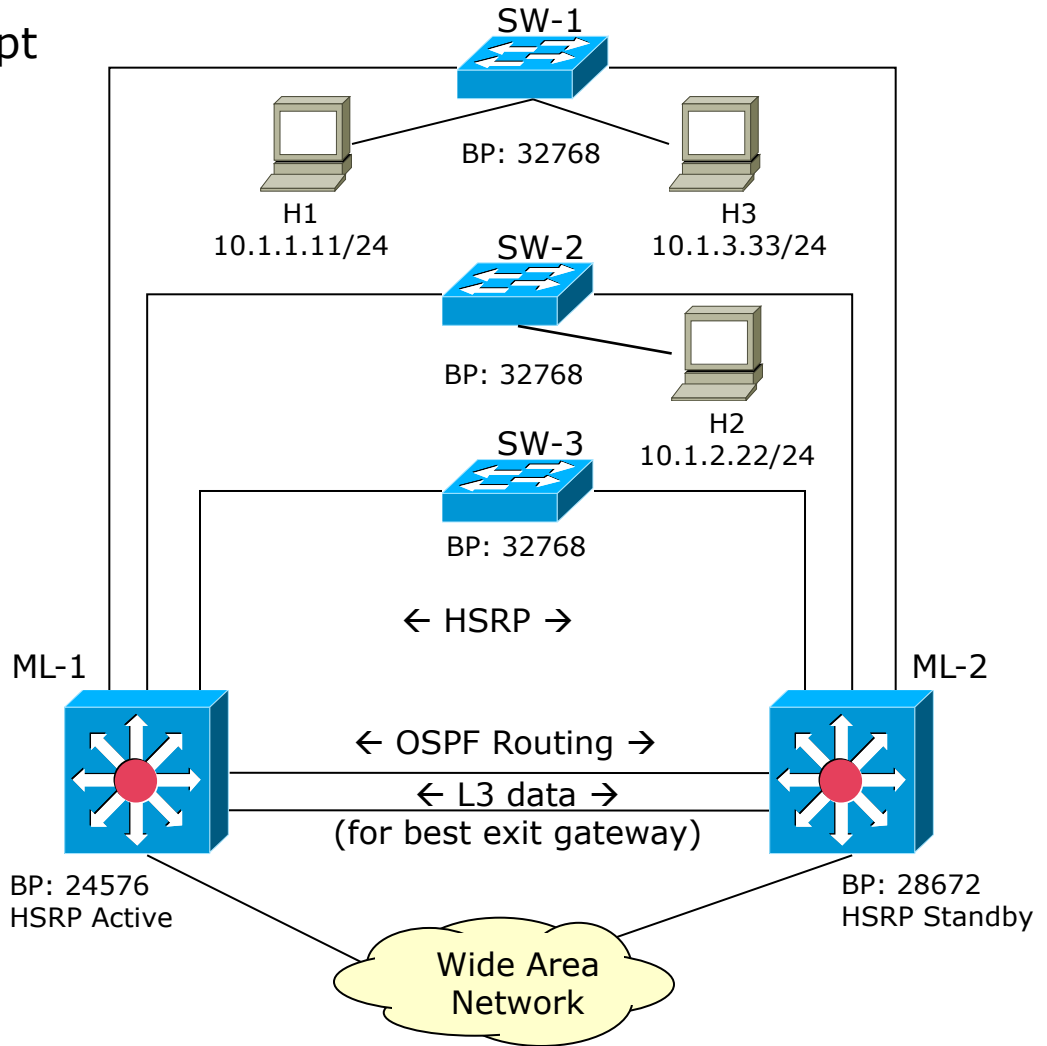 pt
SW-1
BP: 32768
H1
10.1.1.11/24
H3
10.1.3.33/24
SW-2
BP: 32768
H2
10.1.2.22/24
SW-3
BP: 32768
← HSRP →
ML-1
ML-2
← OSPF Routing →
← L3 data →
(for best exit gateway)
BP: 24576
HSRP Active
BP: 28672
HSRP Standby
Wide Area
Network